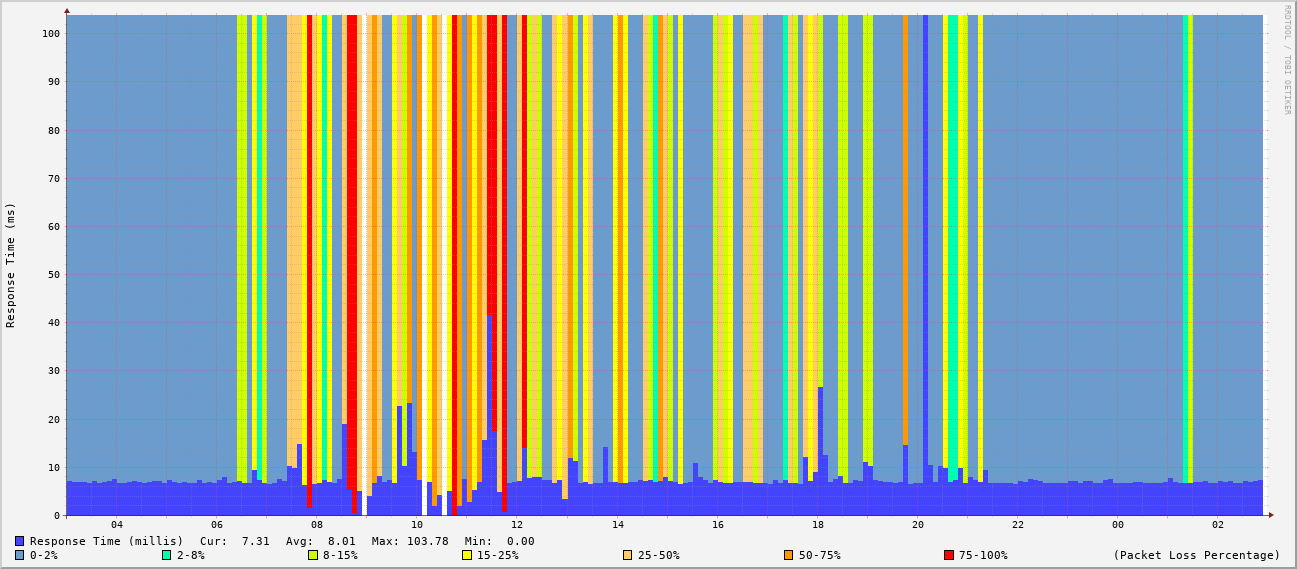 RRDTOOL / TOBI OETIKER
Response Time (ms)
100
90
80
70
60
50
40
30
20
10
0
04 06 08 10 12 14 16 18 20 22 00 02
Response Time (millis) Cur: 7.31 Avg: 8.01 Max: 103.78 Min: 0.00
0-2% 2-8% 8-15% 15-25% 25-50% 50-75% 75-100% (Packet Loss Percentage)